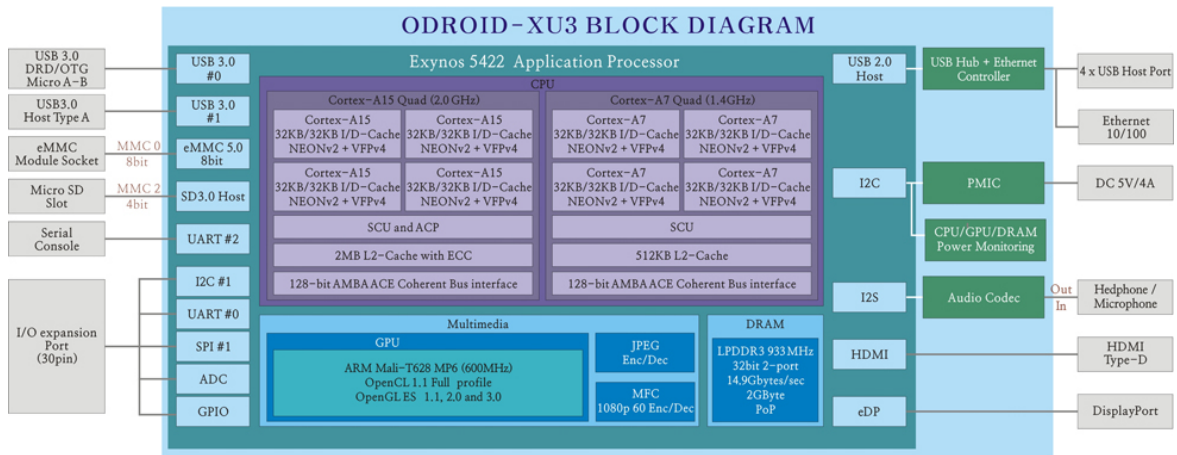 ODROID-XU3 BLOCK DIAGRAM
USB 3.0
DRD/OTG
Micro A-B
USB3.0
Host Type A
eMMC
Module Socket
Micro SD
Slot
Serial
Console
I/O expansion
Port
(30pin)
MMC 0
8bit
MMC 2
4bit
USB 3.0
#0
USB 3.0
#1
eMMC 5.0
8bit
SD3.0 Host
UART #2
I2C #1
UART #0
SPI #1
ADC
GPIO
Exynos 5422 Application Processor
CPU
Cortex-A15 Quad (2.0 GHz)
Cortex-A15
32KB/32KB I/D-Cache
NEONv2 + VFPv4
Cortex-A15
32KB/32KB I/D-Cache
NEONv2 + VFPv4
Cortex-A15
32KB/32KB I/D-Cache
NEONv2 + VFPv4
Cortex-A15
32KB/32KB I/D-Cache
NEONv2 + VFPv4
SCU and ACP
2MB L2-Cache with ECC
128-bit AMBA ACE Coherent Bus interface
Cortex-A7 Quad (1,4GHz)
Cortex-A7
32KB/32KB I/D-Cache
NEONv2 + VFPv4
Cortex-A7
32KB/32KB I/D-Cache
NEONv2 + VFPv4
Cortex-A7
32KB/32KB I/D-Cache
NEONv2 + VFPv4
Cortex-A7
32KB/32KB I/D-Cache
NEONv2 + VFPv4
SCU
512KB L2-Cache
128-bit AMBA ACE Coherent Bus interface
Multimedia
GPU
ARM Mali-T628 MP6 (600MHz)
OpenCL 1.1 Full profile
OpenGL ES 1.1, 2.0 and 3.0
JPEG
Enc/Dec
MFC
1080p 60 Enc/Dec
DRAM
LPDDR3 933MHz
32bit 2-port
14.9Gbytes/sec
2GByte
PoP
USB 2.0
Host
I2C
I2S
HDMI
eDP
USB Hub + Ethernet
Controller
PMIC
CPU/GPU/DRAM
Power Monitoring
Audio Codec
Out
In
4 x USB Host Port
Ethernet
10/100
DC 5V/4A
Hedphone /
Microphone
HDMI
Type-D
DisplayPort